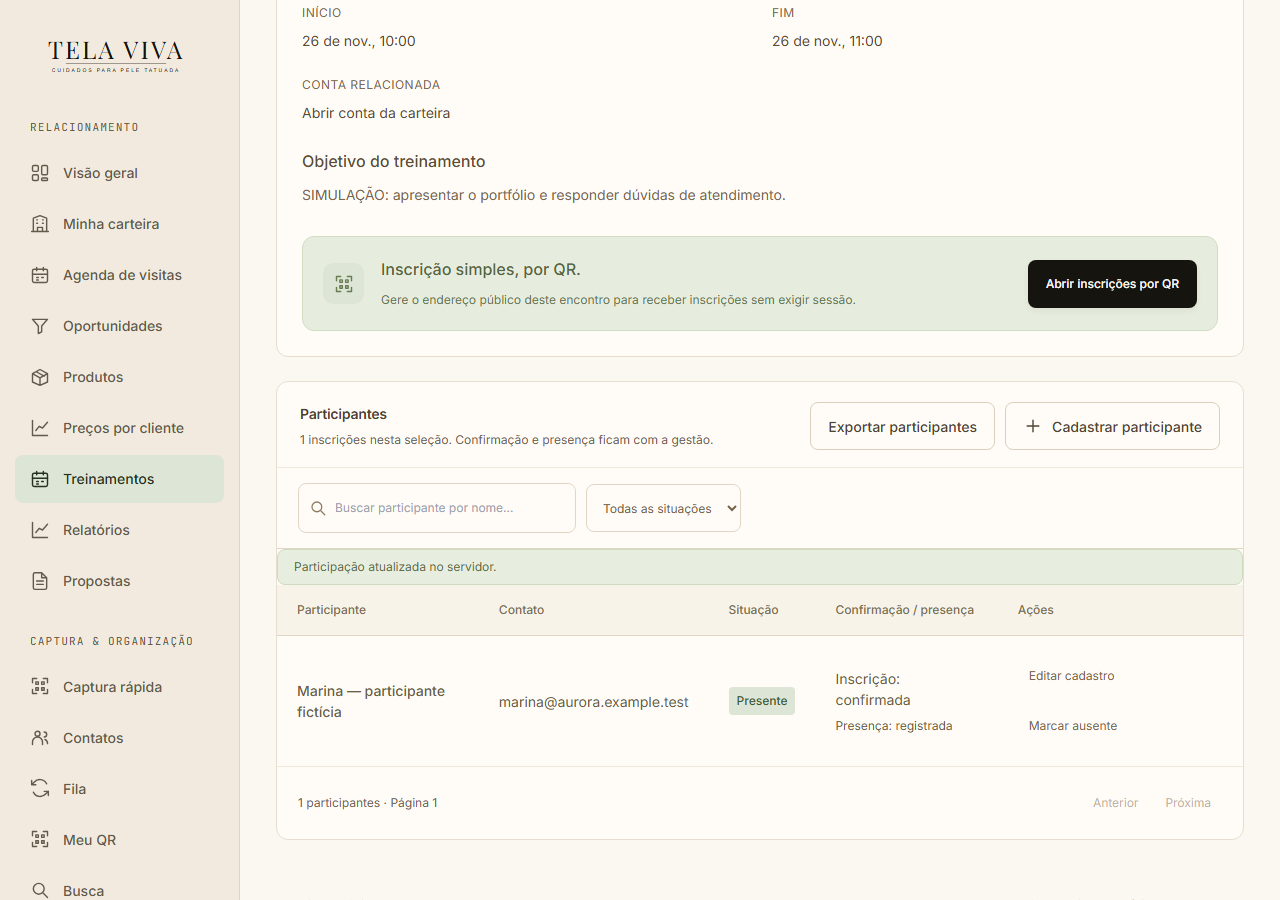 TELA VIVA
CUIDADOS PARA PELE TATUADA
RELACIONAMENTO
Visão geral
Minha carteira
Agenda de visitas
Oportunidades
Produtos
Preços por cliente
Treinamentos
Relatórios
Propostas
CAPTURA & ORGANIZAÇÃO
Captura rápida
Contatos
Fila
Meu QR
Busca
INÍCIO
26 de nov., 10:00
FIM
26 de nov., 11:00
CONTA RELACIONADA
Abrir conta da carteira
Objetivo do treinamento
SIMULAÇÃO: apresentar o portfólio e responder dúvidas de atendimento.
Inscrição simples, por QR.
Gere o endereço público deste encontro para receber inscrições sem exigir sessão.
Abrir inscrições por QR
Participantes
1 inscrições nesta seleção. Confirmação e presença ficam com a gestão.
Exportar participantes
Cadastrar participante
Buscar participante por nome...
Todas as situações
Participação atualizada no servidor.
Participante
Contato
Situação
Confirmação / presença
Ações
Marina — participante
fictícia
marina@aurora.example.test
Presente
Inscrição:
confirmada
Presença: registrada
Editar cadastro
Marcar ausente
1 participantes · Página 1
Anterior
Próxima